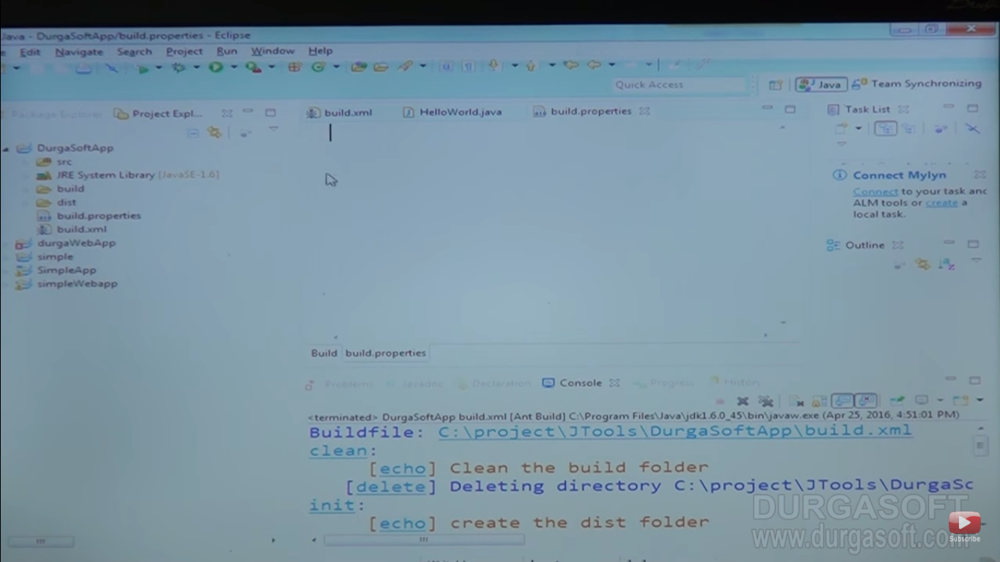 Java - DurgaSoftApp/build.properties - Eclipse
Edit Navigate Search Project Run Window Help
Quick Access
Java
Team Synchronizing
Package Explorer
Project Expl...
build.xml
HelloWorld.java
build.properties
Task List
DurgaSoftApp
src
JRE System Library [JavaSE-1.6]
build
dist
build.properties
build.xml
durgaWebApp
simple
SimpleApp
simpleWebapp
Connect Mylyn
Connect to your task and
ALM tools or create a
local task.
Outline
Build
build.properties
Problems
Javadoc
Declaration
Console
Progress
History
<terminated> DurgaSoftApp build.xml [Ant Build] C:\Program Files\Java\jdk1.6.0_45\bin\javaw.exe (Apr 25, 2016, 4:51:01 PM)
Buildfile: C:\project\JTools\DurgaSoftApp\build.xml
clean:
[echo] Clean the build folder
[delete] Deleting directory C:\project\JTools\DurgaSc
init:
[echo] create the dist folder
DURGASOFT
www.durgasoft.com
Subscribe